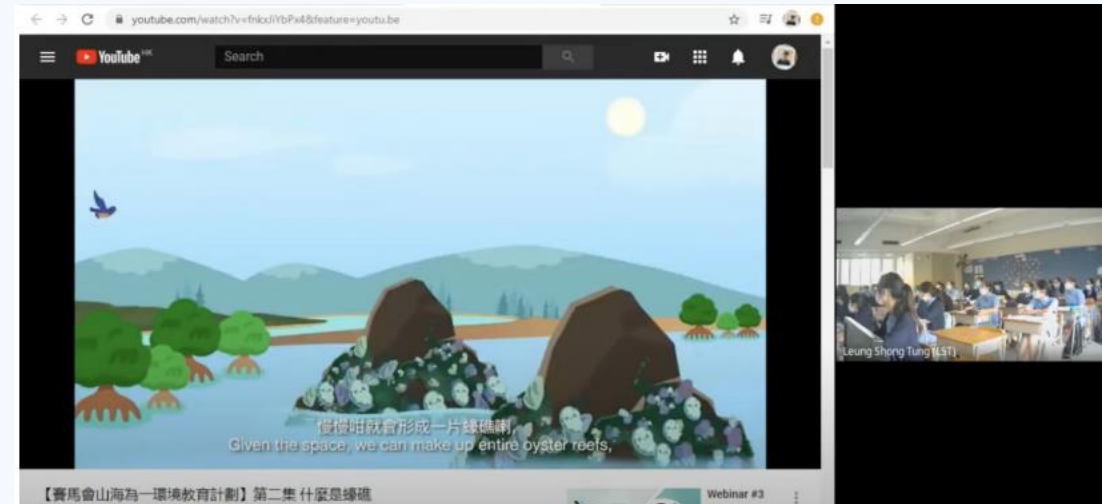 youtube.com/watch?v=fnkxJiYbPx4&feature=youtu.be
YouTube HK
Search
慢慢咁就會形成一片蠔礁喇,
Given the space, we can make up entire oyster reefs,
Leung Shong Tung (LST)
【賽馬會山海為一環境教育計劃】第二集 什麼是蠔礁
Webinar #3